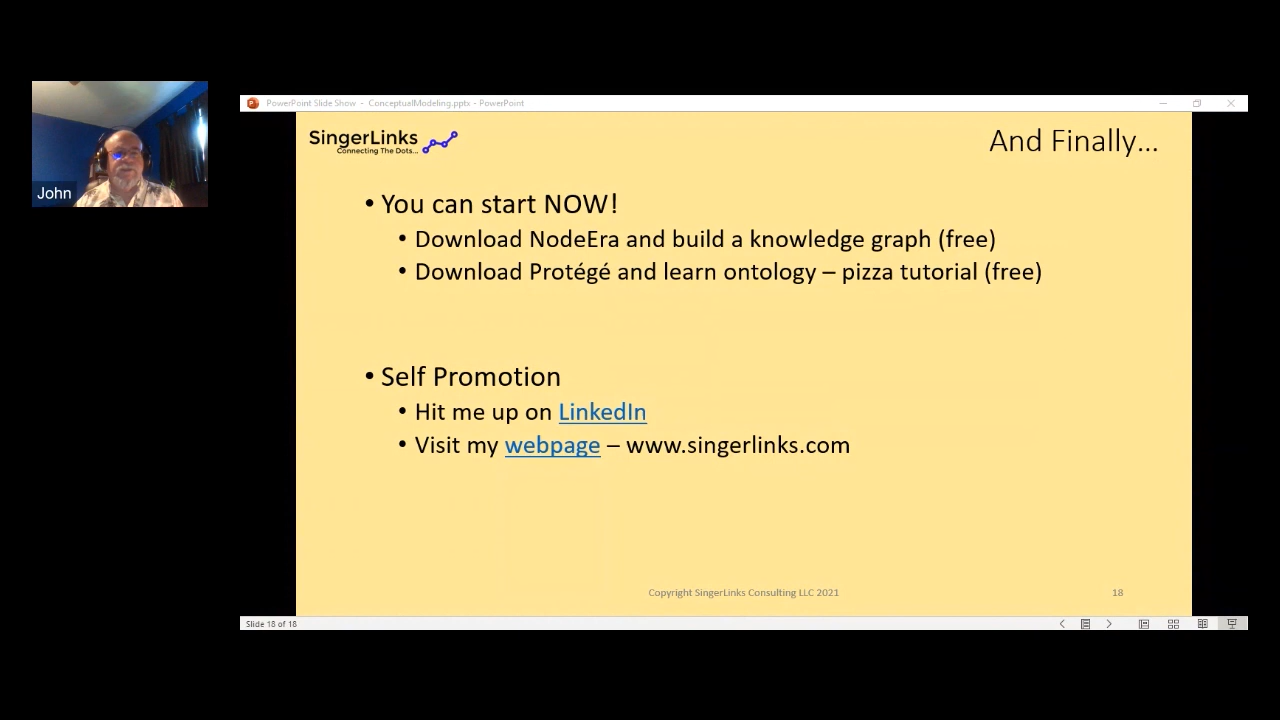 John
PowerPoint Slide Show - ConceptualModeling.pptx - PowerPoint
SingerLinks
Connecting The Dots...
And Finally...
• You can start NOW!
• Download NodeEra and build a knowledge graph (free)
• Download Protégé and learn ontology – pizza tutorial (free)
• Self Promotion
• Hit me up on LinkedIn
• Visit my webpage – www.singerlinks.com
Copyright SingerLinks Consulting LLC 2021
18
Slide 18 of 18